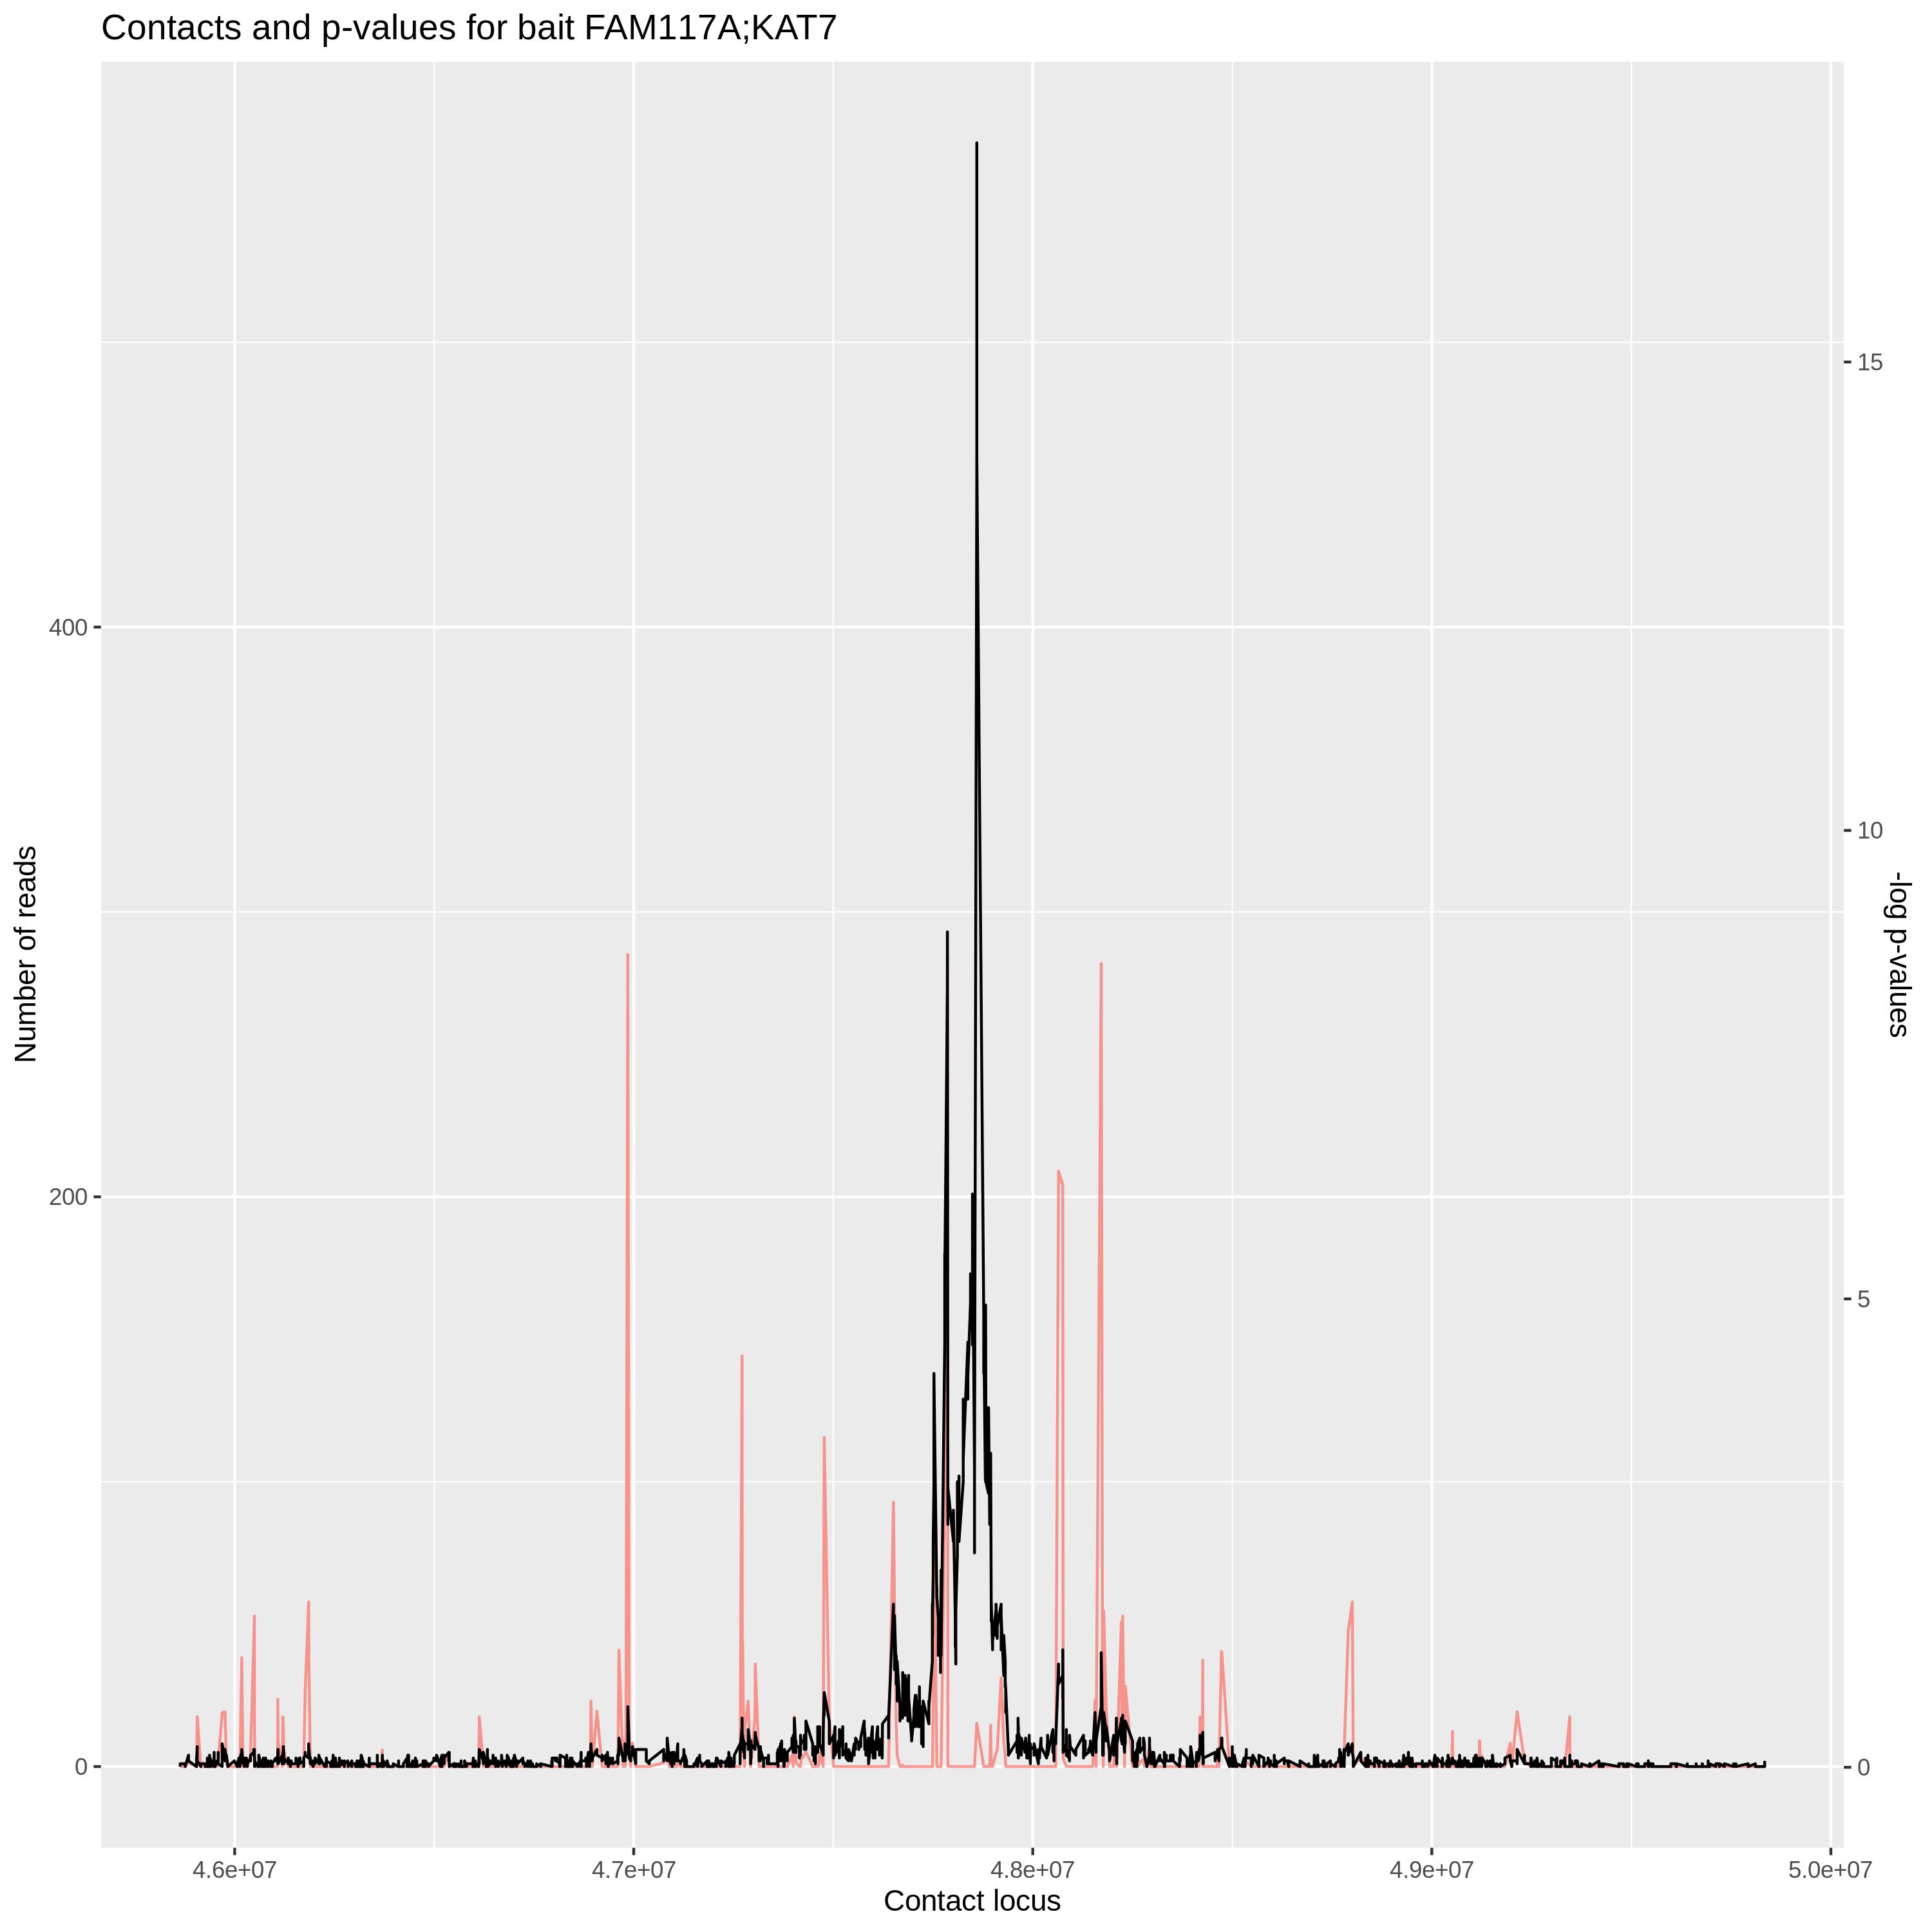 Contacts and p-values for bait FAM117A;KAT7
Number of reads
400
200
0
15
10
5
0
-log p-values
4.6e+07 4.7e+07 4.8e+07 4.9e+07 5.0e+07
Contact locus